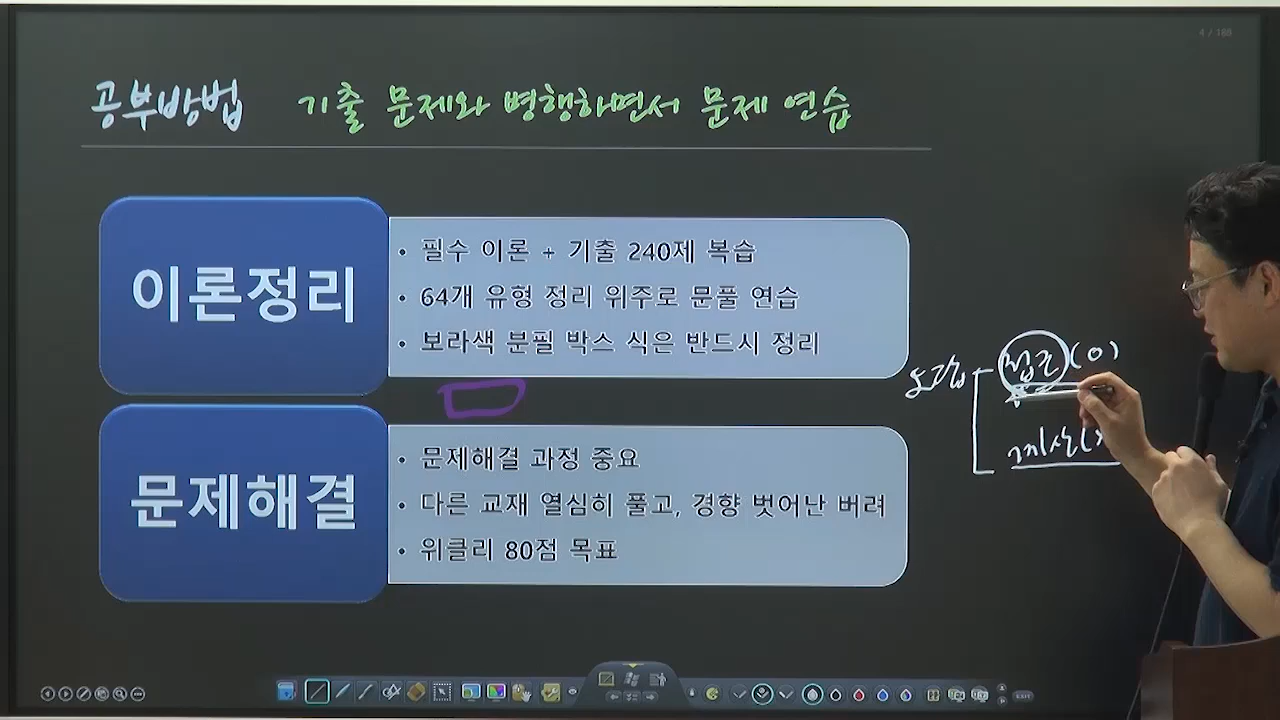 4 / 168
공부방법 기출 문제와 병행하면서 문제 연습
이론정리
• 필수 이론 + 기출 240제 복습
• 64개 유형 정리 위주로 문풀 연습
• 보라색 분필 박스 식은 반드시 정리
문제해결
• 문제해결 과정 중요
• 다른 교재 열심히 풀고, 경향 벗어난 버려
• 위클리 80점 목표
(O)
계산(
EXIT